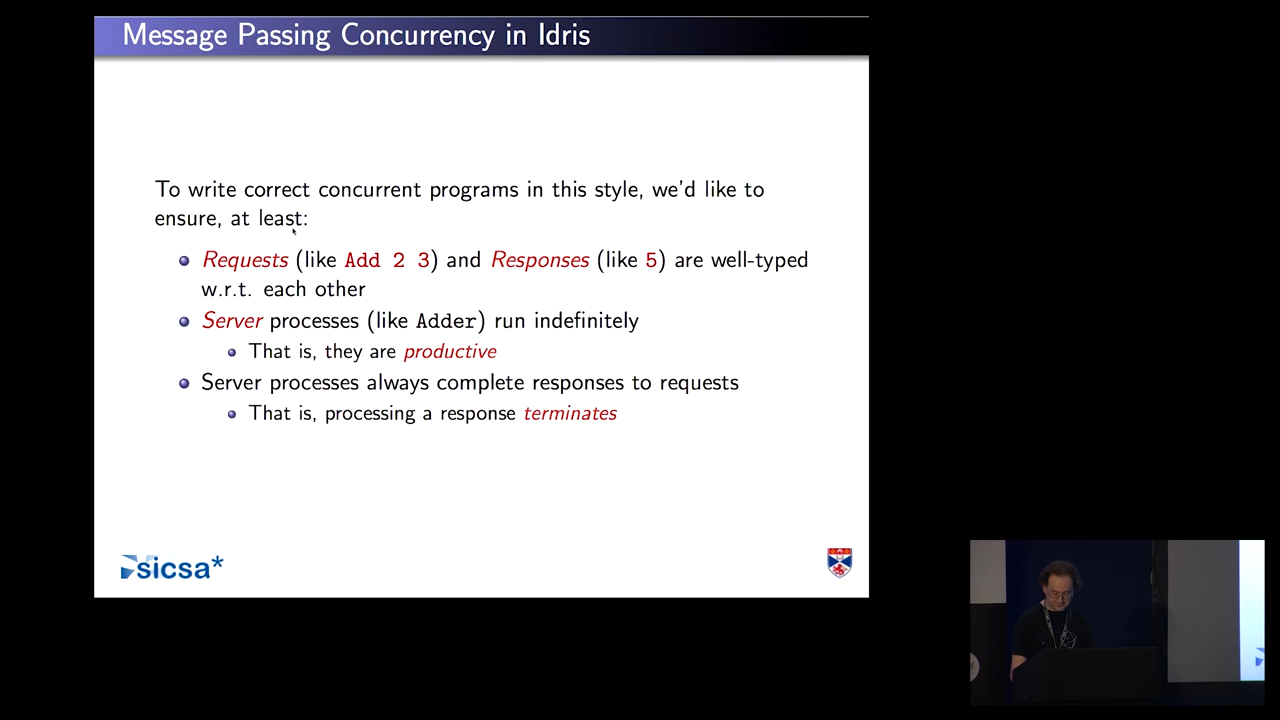 Message Passing Concurrency in Idris
To write correct concurrent programs in this style, we'd like to
ensure, at least:
Requests (like Add 2 3) and Responses (like 5) are well-typed
w.r.t. each other
Server processes (like Adder) run indefinitely
That is, they are productive
Server processes always complete responses to requests
That is, processing a response terminates
sicsa*